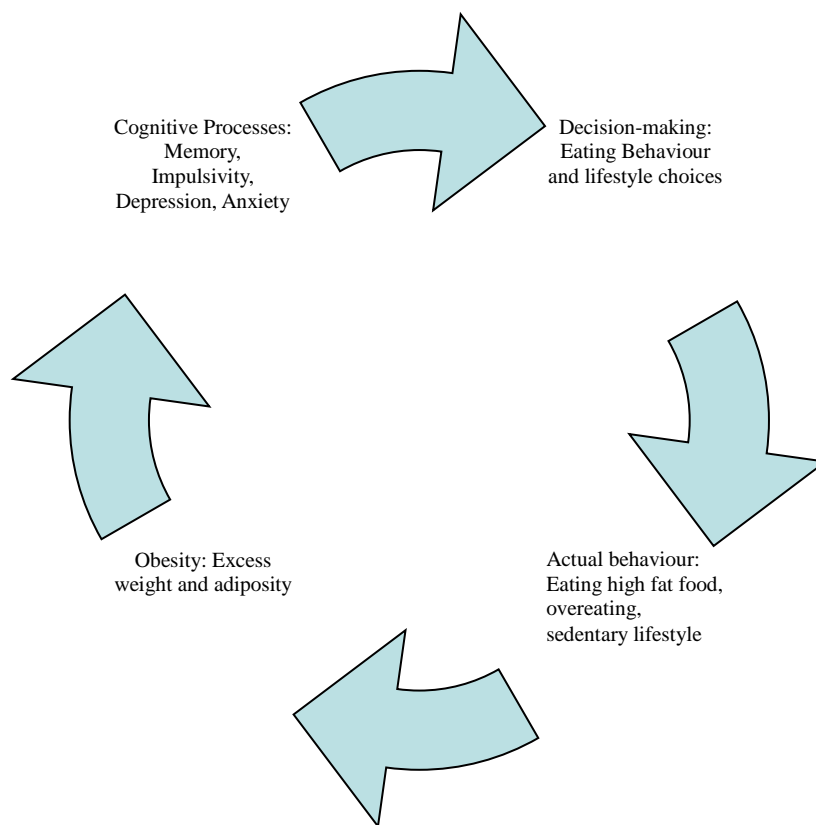 Cognitive Processes:
Memory,
Impulsivity,
Depression, Anxiety
Decision-making:
Eating Behaviour
and lifestyle choices
Actual behaviour:
Eating high fat food,
overeating,
sedentary lifestyle
Obesity: Excess
weight and adiposity